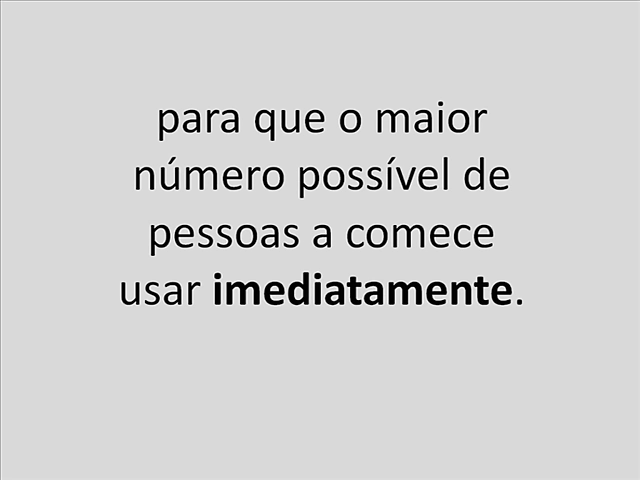 para que o maior
número possível de
pessoas a comece
usar imediatamente.